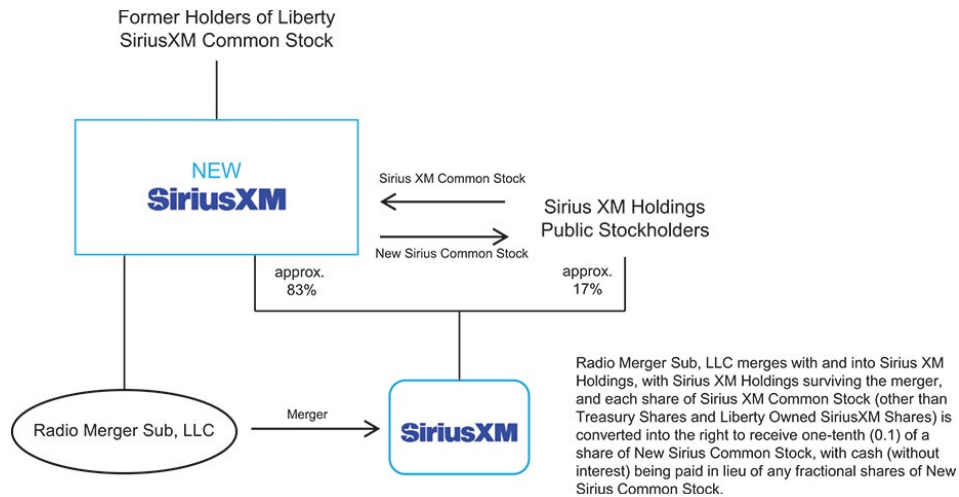 Former Holders of Liberty
SiriusXM Common Stock
NEW
SiriusXM
Sirius XM Common Stock
New Sirius Common Stock
Sirius XM Holdings
Public Stockholders
approx.
83%
approx.
17%
Radio Merger Sub, LLC
Merger
SiriusXM
Radio Merger Sub, LLC merges with and into Sirius XM
Holdings, with Sirius XM Holdings surviving the merger,
and each share of Sirius XM Common Stock (other than
Treasury Shares and Liberty Owned SiriusXM Shares) is
converted into the right to receive one-tenth (0.1) of a
share of New Sirius Common Stock, with cash (without
interest) being paid in lieu of any fractional shares of New
Sirius Common Stock.